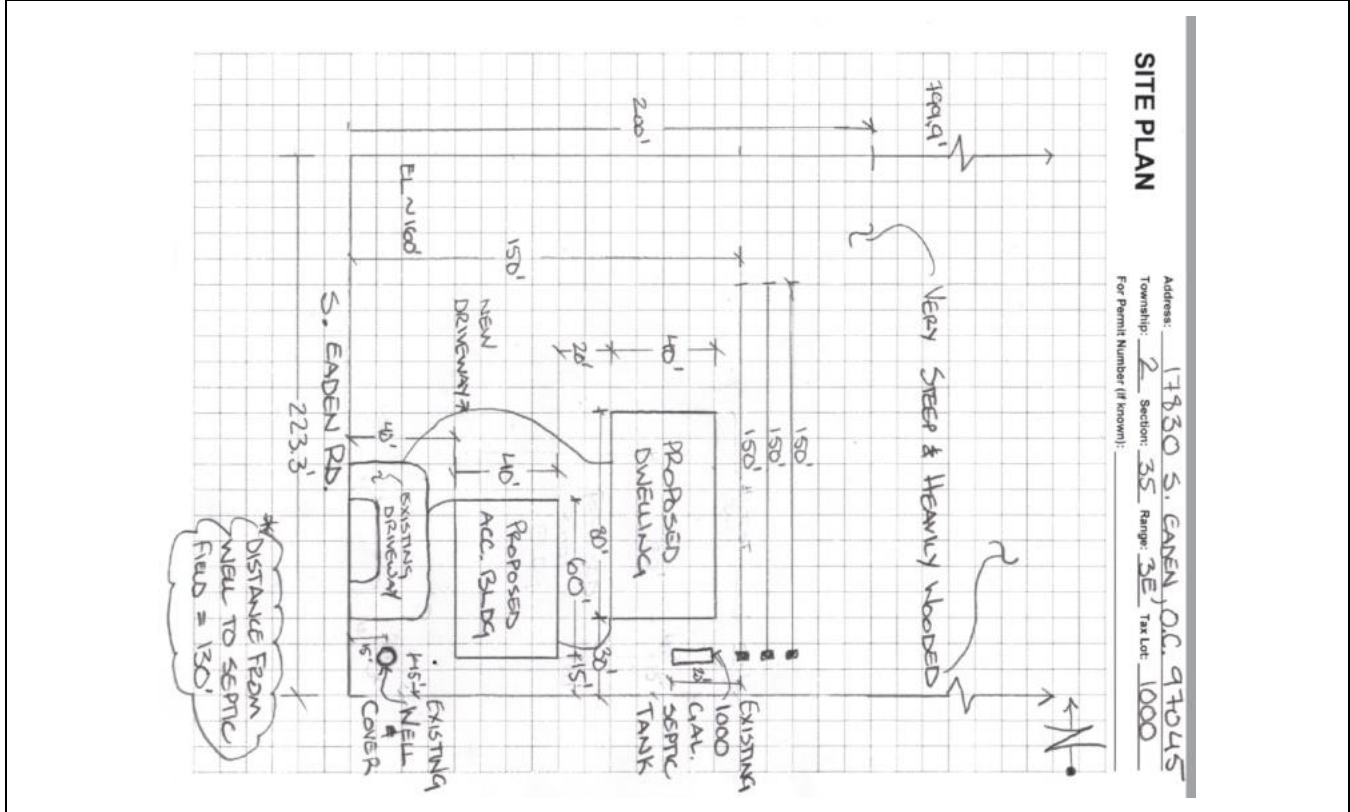 SITE PLAN
Address: 17830 S. EADEN, O.C. 97045
Township: 2 Section: 35 Range: 3E Tax Lot: 1000
For Permit Number (if known):
799.9'
VERY STEEP & HEAVILY WOODED
N
200'
150'
150'
150'
150'
EXISTING
1000
GAL.
SEPTIC
TANK
20'
40'
20'
PROPOSED
DWELLING
80'
30'
NEW
DRIVEWAY
40'
40'
PROPOSED
ACC. BLDG
60'
15'
EL ~ 160'
EXISTING
DRIVEWAY
15'
15'
EXISTING
WELL
COVER
S. EADEN RD.
223.3'
* DISTANCE FROM
WELL TO SEPTIC
FIELD = 130'